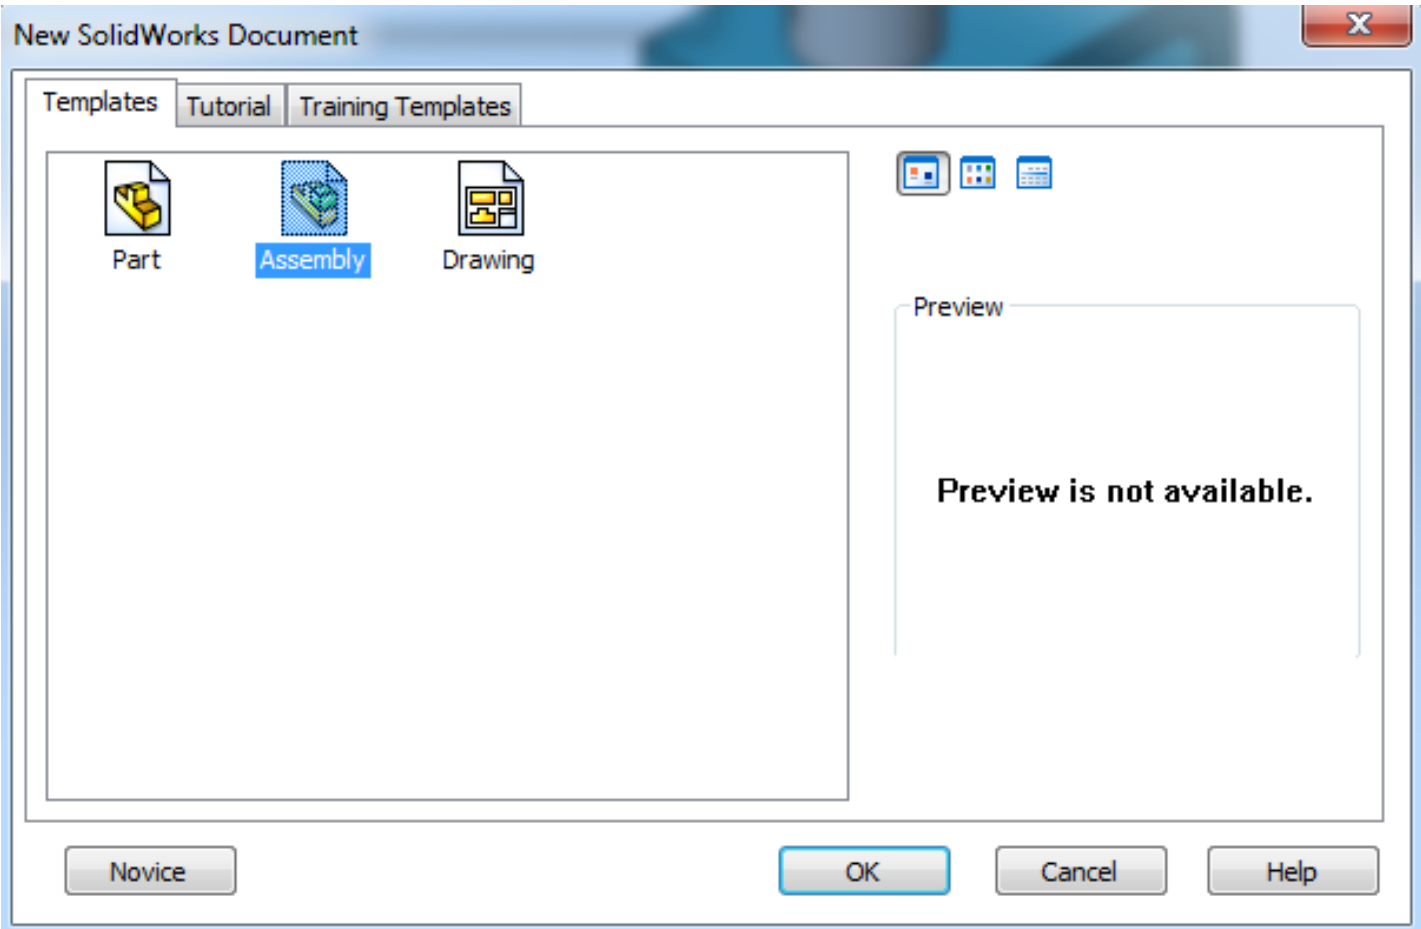 New SolidWorks Document
X
Templates Tutorial Training Templates
Part Assembly Drawing
Preview
Preview is not available.
Novice OK Cancel Help